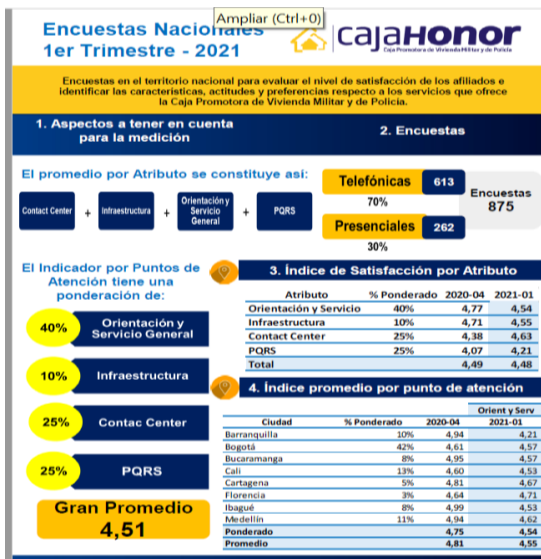 Ampliar (Ctrl+0)
Encuestas Nacionales
1er Trimestre - 2021
cajaHonor
Caja Promotora de Vivienda Militar y de Policía
Encuestas en el territorio nacional para evaluar el nivel de satisfacción de los afiliados e
identificar las características, actitudes y preferencias respecto a los servicios que ofrece
la Caja Promotora de Vivienda Militar y de Policia.
1. Aspectos a tener en cuenta
para la medición
2. Encuestas
El promedio por Atributo se constituye asi:
Contact Center + Infraestructura + Orientación y Servicio General + PQRS
Telefónicas 613
70%
Presenciales 262
30%
Encuestas
875
El Indicador por Puntos de
Atención tiene una
ponderación de:
40% Orientación y Servicio General
10% Infraestructura
25% Contac Center
25% PQRS
Gran Promedio
4,51
3. Índice de Satisfacción por Atributo
Atributo % Ponderado 2020-04 2021-01
Orientación y Servicio 40% 4,77 4,54
Infraestructura 10% 4,71 4,55
Contact Center 25% 4,38 4,63
PQRS 25% 4,07 4,21
Total 4,49 4,48
4. Índice promedio por punto de atención
Orient y Serv
Ciudad % Ponderado 2020-04 2021-01
Barranquilla 10% 4,94 4,21
Bogotá 42% 4,61 4,57
Bucaramanga 8% 4,95 4,57
Cali 13% 4,60 4,53
Cartagena 5% 4,81 4,67
Florencia 3% 4,64 4,71
Ibagué 8% 4,99 4,53
Medellín 11% 4,94 4,62
Ponderado 4,75 4,54
Promedio 4,81 4,55